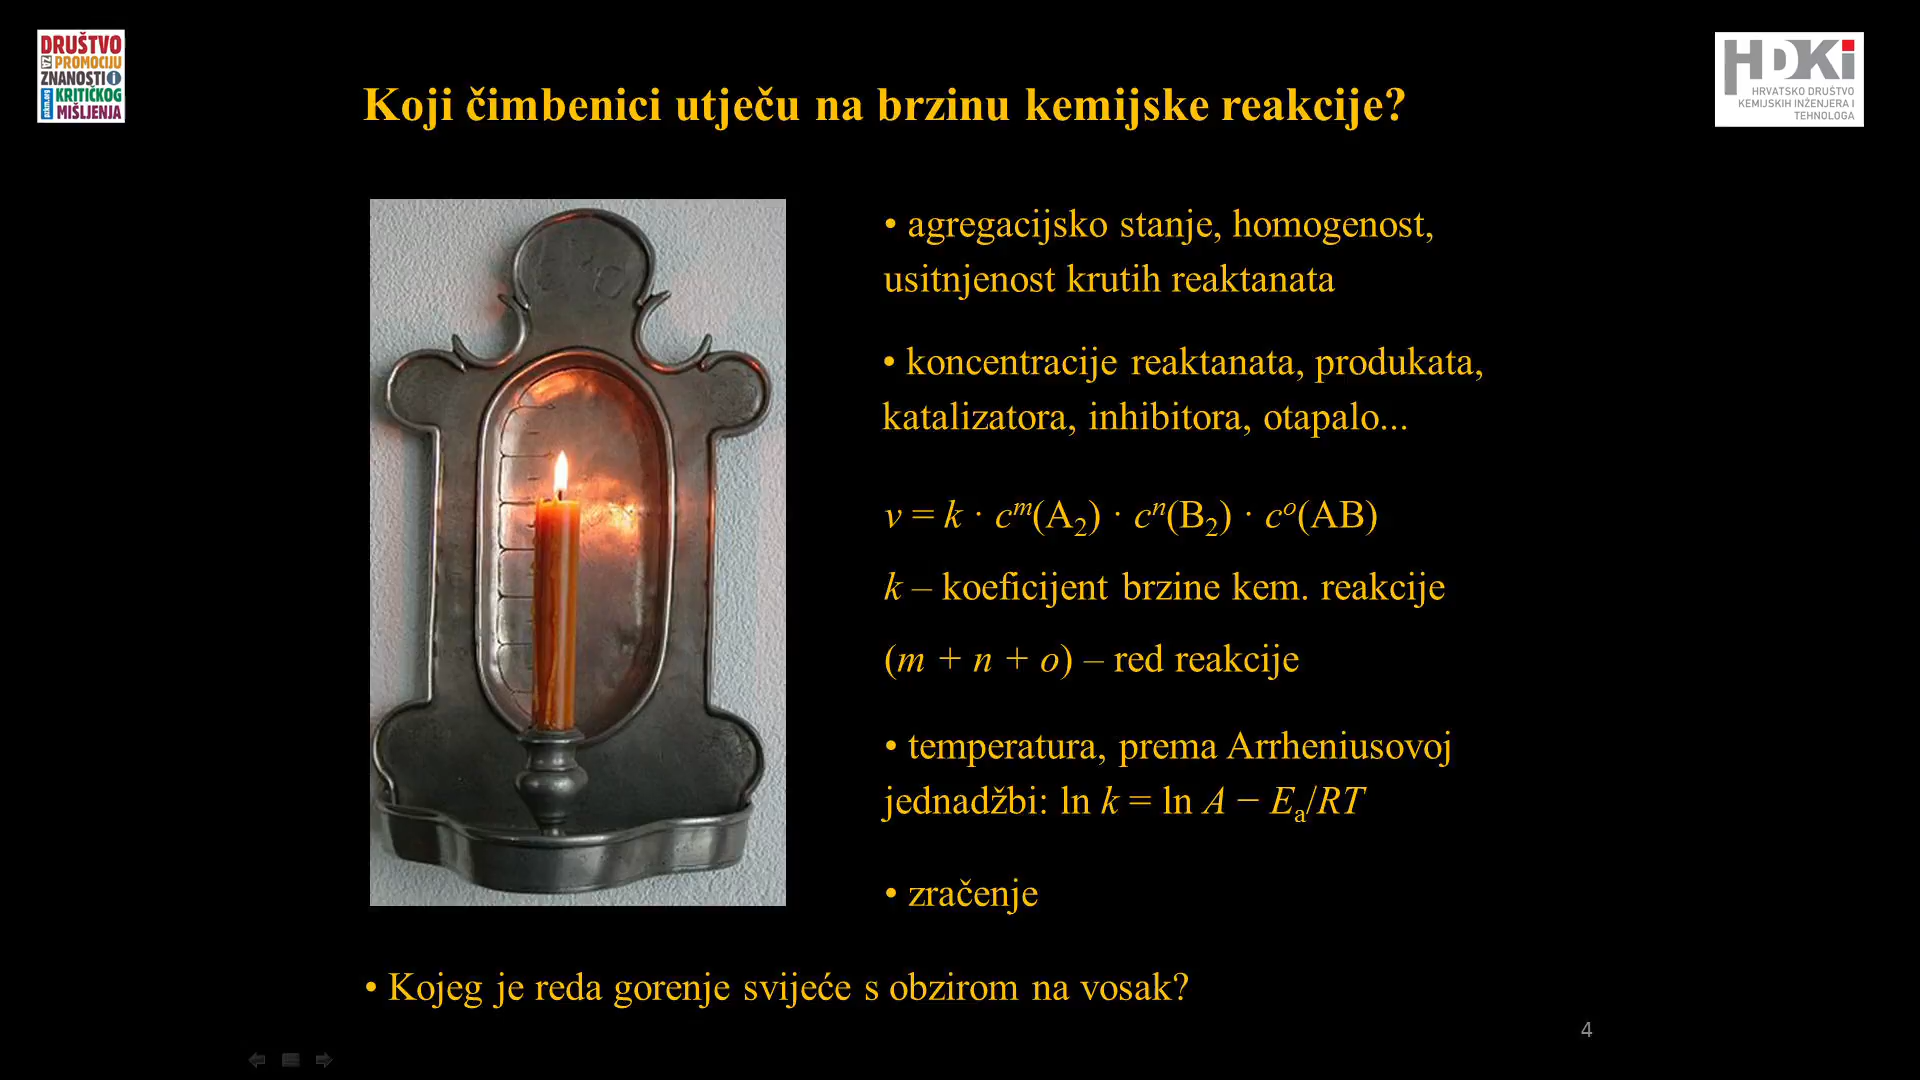 DRUŠTVO
ZA PROMOCIJU
ZNANOSTI i
KRITIČKOG
MIŠLJENJA
HDKi
HRVATSKO DRUŠTVO
KEMIJSKIH INŽENJERA I
TEHNOLOGA
Koji čimbenici utječu na brzinu kemijske reakcije?
• agregacijsko stanje, homogenost,
usitnjenost krutih reaktanata
• koncentracije reaktanata, produkata,
katalizatora, inhibitora, otapalo...
v = k · cᵐ(A₂) · cⁿ(B₂) · cᵒ(AB)
k – koeficijent brzine kem. reakcije
(m + n + o) – red reakcije
• temperatura, prema Arrheniusovoj
jednadžbi: ln k = ln A − Eₐ/RT
• zračenje
• Kojeg je reda gorenje svijeće s obzirom na vosak?
4